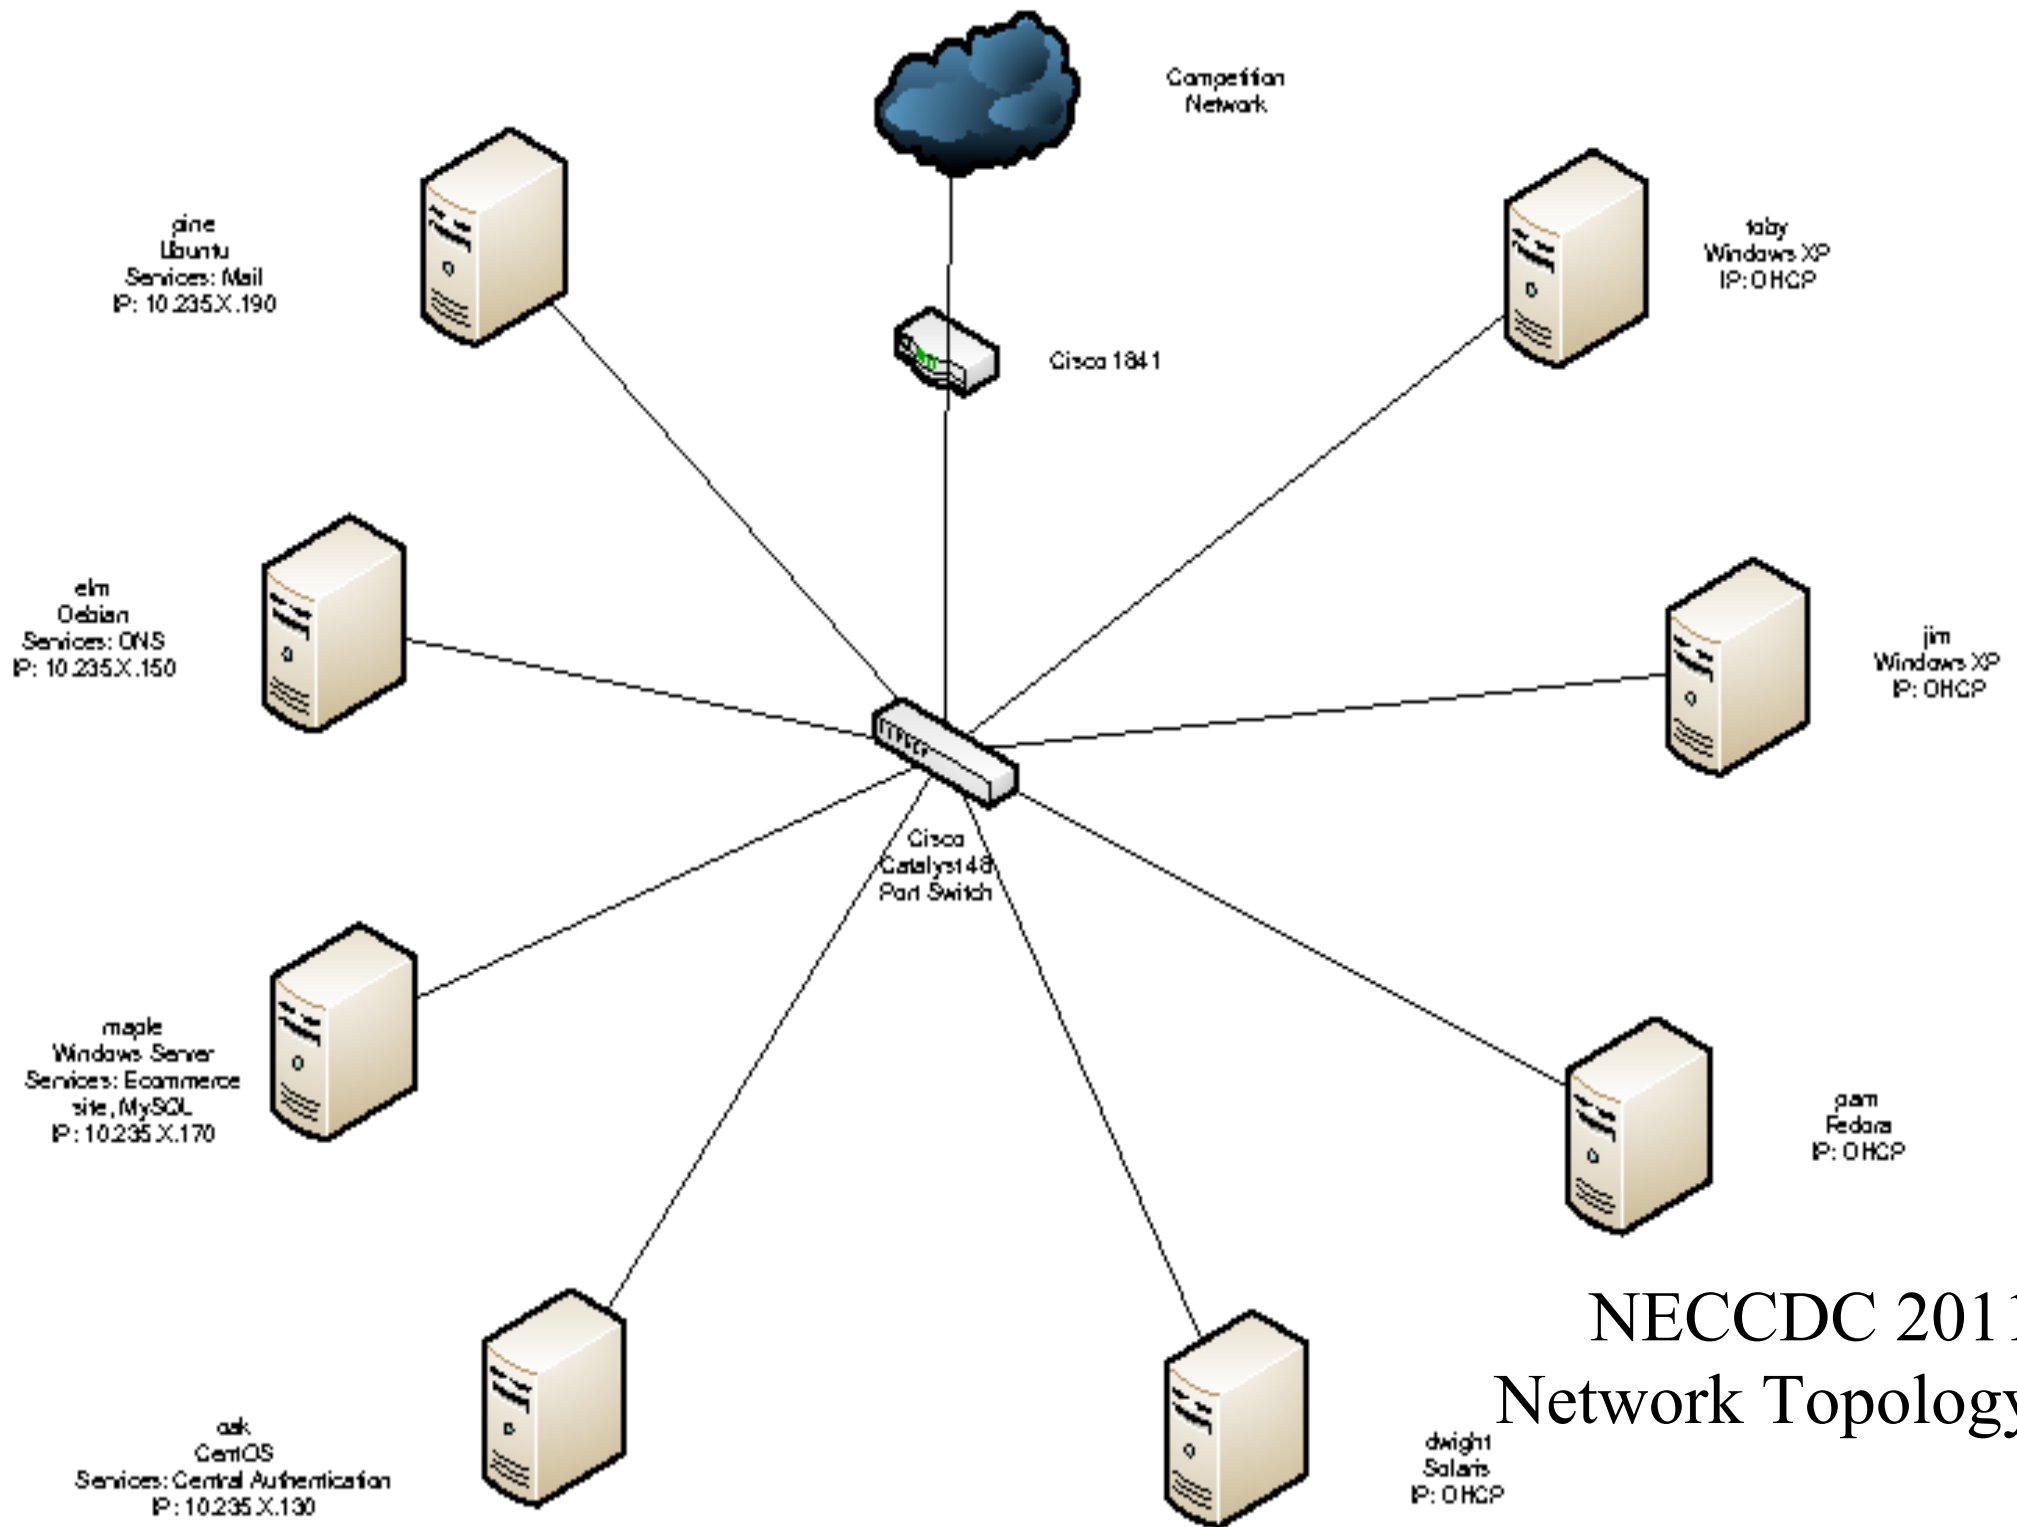 Competition
Network
pine
Ubuntu
Services: Mail
IP: 10.235.X.190
toby
Windows XP
IP: DHCP
Cisco 1841
elm
Debian
Services: DNS
IP: 10.235.X.150
jim
Windows XP
IP: DHCP
Cisco
Catalyst 48
Port Switch
maple
Windows Server
Services: Ecommerce
site, MySQL
IP: 10.235.X.170
pam
Fedora
IP: DHCP
NECCDC 2011
Network Topology
oak
CentOS
Services: Central Authentication
IP: 10.235.X.130
dwight
Solaris
IP: DHCP